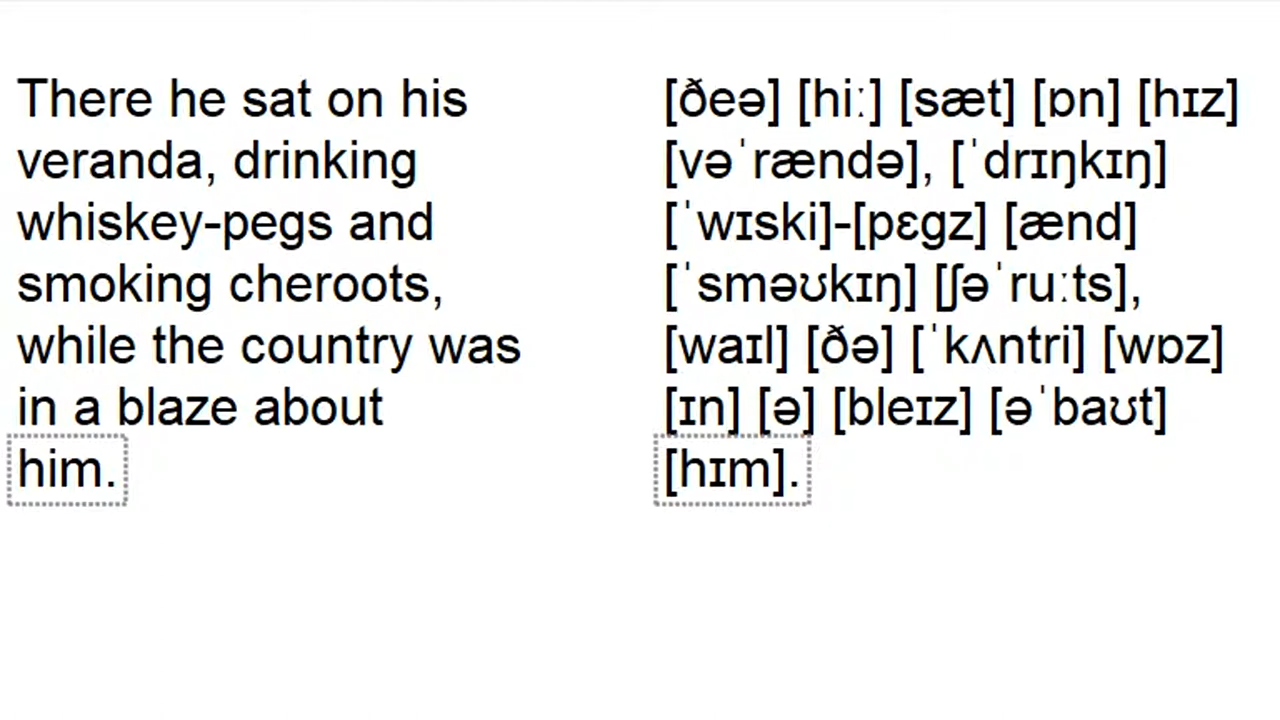 There he sat on his
veranda, drinking
whiskey-pegs and
smoking cheroots,
while the country was
in a blaze about
him.
[ðeə] [hiː] [sæt] [ɒn] [hɪz]
[vəˈrændə], [ˈdrɪŋkɪŋ]
[ˈwɪski]-[pɛgz] [ænd]
[ˈsməʊkɪŋ] [ʃəˈruːts],
[waɪl] [ðə] [ˈkʌntri] [wɒz]
[ɪn] [ə] [bleɪz] [əˈbaʊt]
[hɪm].